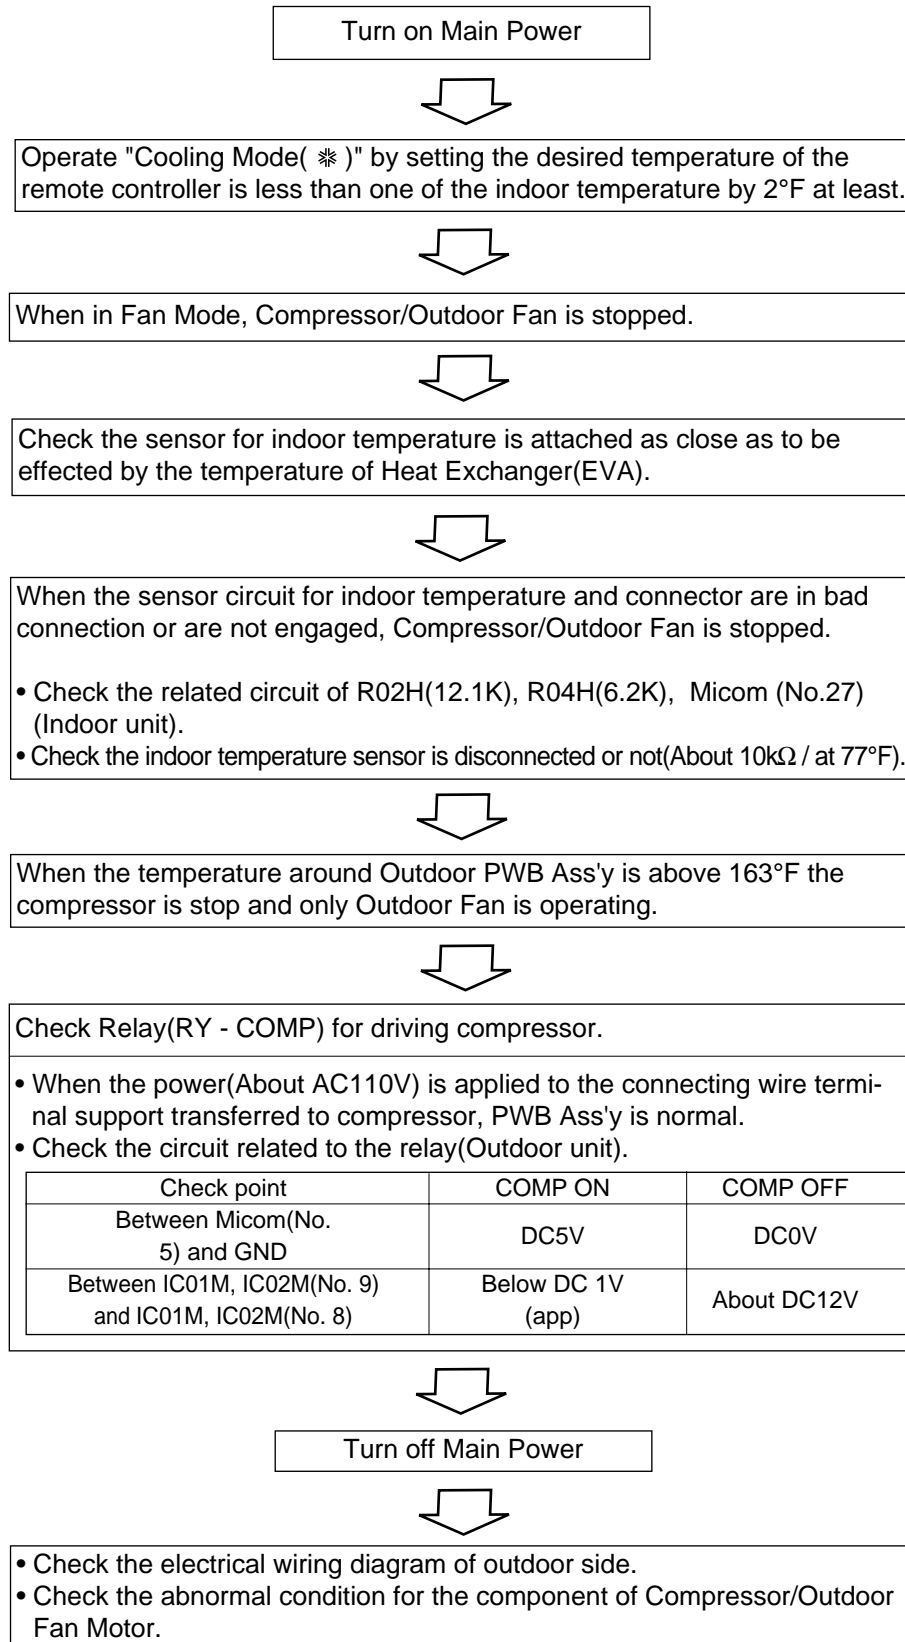 Turn on Main Power
Operate "Cooling Mode( ❋ )" by setting the desired temperature of the
remote controller is less than one of the indoor temperature by 2°F at least.
When in Fan Mode, Compressor/Outdoor Fan is stopped.
Check the sensor for indoor temperature is attached as close as to be
effected by the temperature of Heat Exchanger(EVA).
When the sensor circuit for indoor temperature and connector are in bad
connection or are not engaged, Compressor/Outdoor Fan is stopped.
• Check the related circuit of R02H(12.1K), R04H(6.2K), Micom (No.27)
(Indoor unit).
• Check the indoor temperature sensor is disconnected or not(About 10kΩ / at 77°F).
When the temperature around Outdoor PWB Ass'y is above 163°F the
compressor is stop and only Outdoor Fan is operating.
Check Relay(RY - COMP) for driving compressor.
• When the power(About AC110V) is applied to the connecting wire termi-
nal support transferred to compressor, PWB Ass'y is normal.
• Check the circuit related to the relay(Outdoor unit).
Check point COMP ON COMP OFF
Between Micom(No.
5) and GND DC5V DC0V
Between IC01M, IC02M(No. 9)
and IC01M, IC02M(No. 8) Below DC 1V
(app) About DC12V
Turn off Main Power
• Check the electrical wiring diagram of outdoor side.
• Check the abnormal condition for the component of Compressor/Outdoor
Fan Motor.